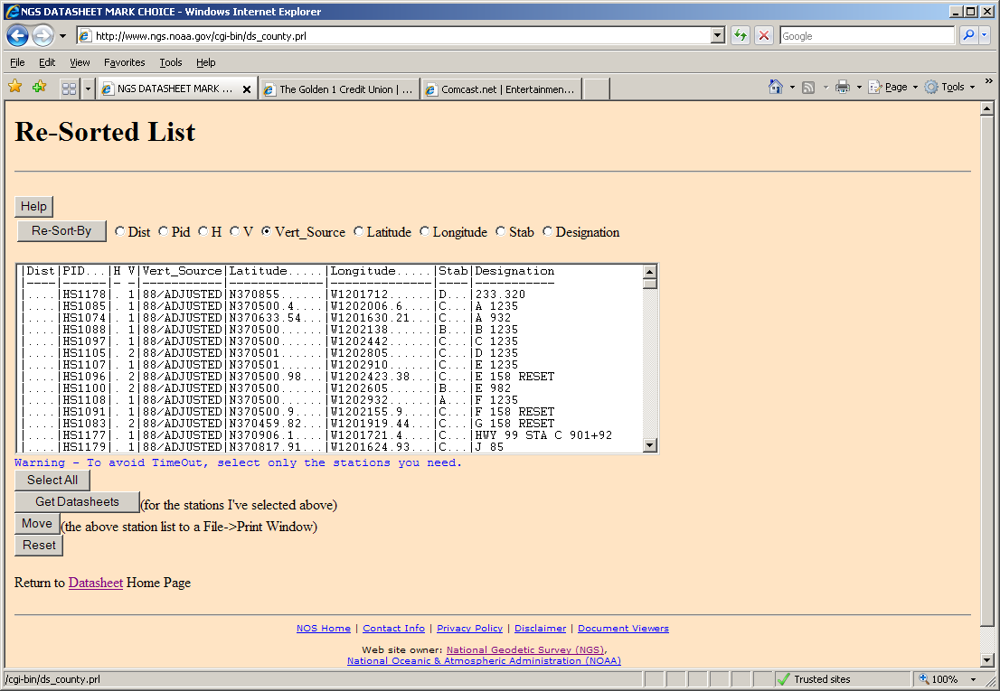 NGS DATASHEET MARK CHOICE - Windows Internet Explorer
http://www.ngs.noaa.gov/cgi-bin/ds_county.prl
Google
File Edit View Favorites Tools Help
NGS DATASHEET MARK ... The Golden 1 Credit Union | ... Comcast.net | Entertainmen... Page Tools
Re-Sorted List
Help
Re-Sort-By Dist Pid H V Vert_Source Latitude Longitude Stab Designation
|Dist|PID...|H V|Vert_Source|Latitude.....|Longitude.....|Stab|Designation
|----|------|- -|-----------|-------------|--------------|----|-----------
|....|HS1178|. 1|88/ADJUSTED|N370855......|W1201712......|D...|233.320
|....|HS1085|. 1|88/ADJUSTED|N370500.4....|W1202006.6....|C...|A 1235
|....|HS1074|. 1|88/ADJUSTED|N370633.54...|W1201630.21...|C...|A 932
|....|HS1088|. 1|88/ADJUSTED|N370500......|W1202138......|B...|B 1235
|....|HS1097|. 1|88/ADJUSTED|N370500......|W1202442......|C...|C 1235
|....|HS1105|. 2|88/ADJUSTED|N370501......|W1202805......|C...|D 1235
|....|HS1107|. 1|88/ADJUSTED|N370501......|W1202910......|C...|E 1235
|....|HS1096|. 2|88/ADJUSTED|N370500.98...|W1202423.38...|C...|E 158 RESET
|....|HS1100|. 2|88/ADJUSTED|N370500......|W1202605......|B...|E 982
|....|HS1108|. 1|88/ADJUSTED|N370500......|W1202932......|A...|F 1235
|....|HS1091|. 1|88/ADJUSTED|N370500.9....|W1202155.9....|C...|F 158 RESET
|....|HS1083|. 2|88/ADJUSTED|N370459.82...|W1201919.44...|C...|G 158 RESET
|....|HS1177|. 1|88/ADJUSTED|N370906.1....|W1201721.4....|C...|HWY 99 STA C 901+92
|....|HS1179|. 1|88/ADJUSTED|N370817.91...|W1201624.93...|C...|J 85
Warning - To avoid TimeOut, select only the stations you need.
Select All
Get Datasheets (for the stations I've selected above)
Move (the above station list to a File->Print Window)
Reset
Return to Datasheet Home Page
NOS Home | Contact Info | Privacy Policy | Disclaimer | Document Viewers
Web site owner: National Geodetic Survey (NGS),
National Oceanic & Atmospheric Administration (NOAA)
/cgi-bin/ds_county.prl Trusted sites 100%